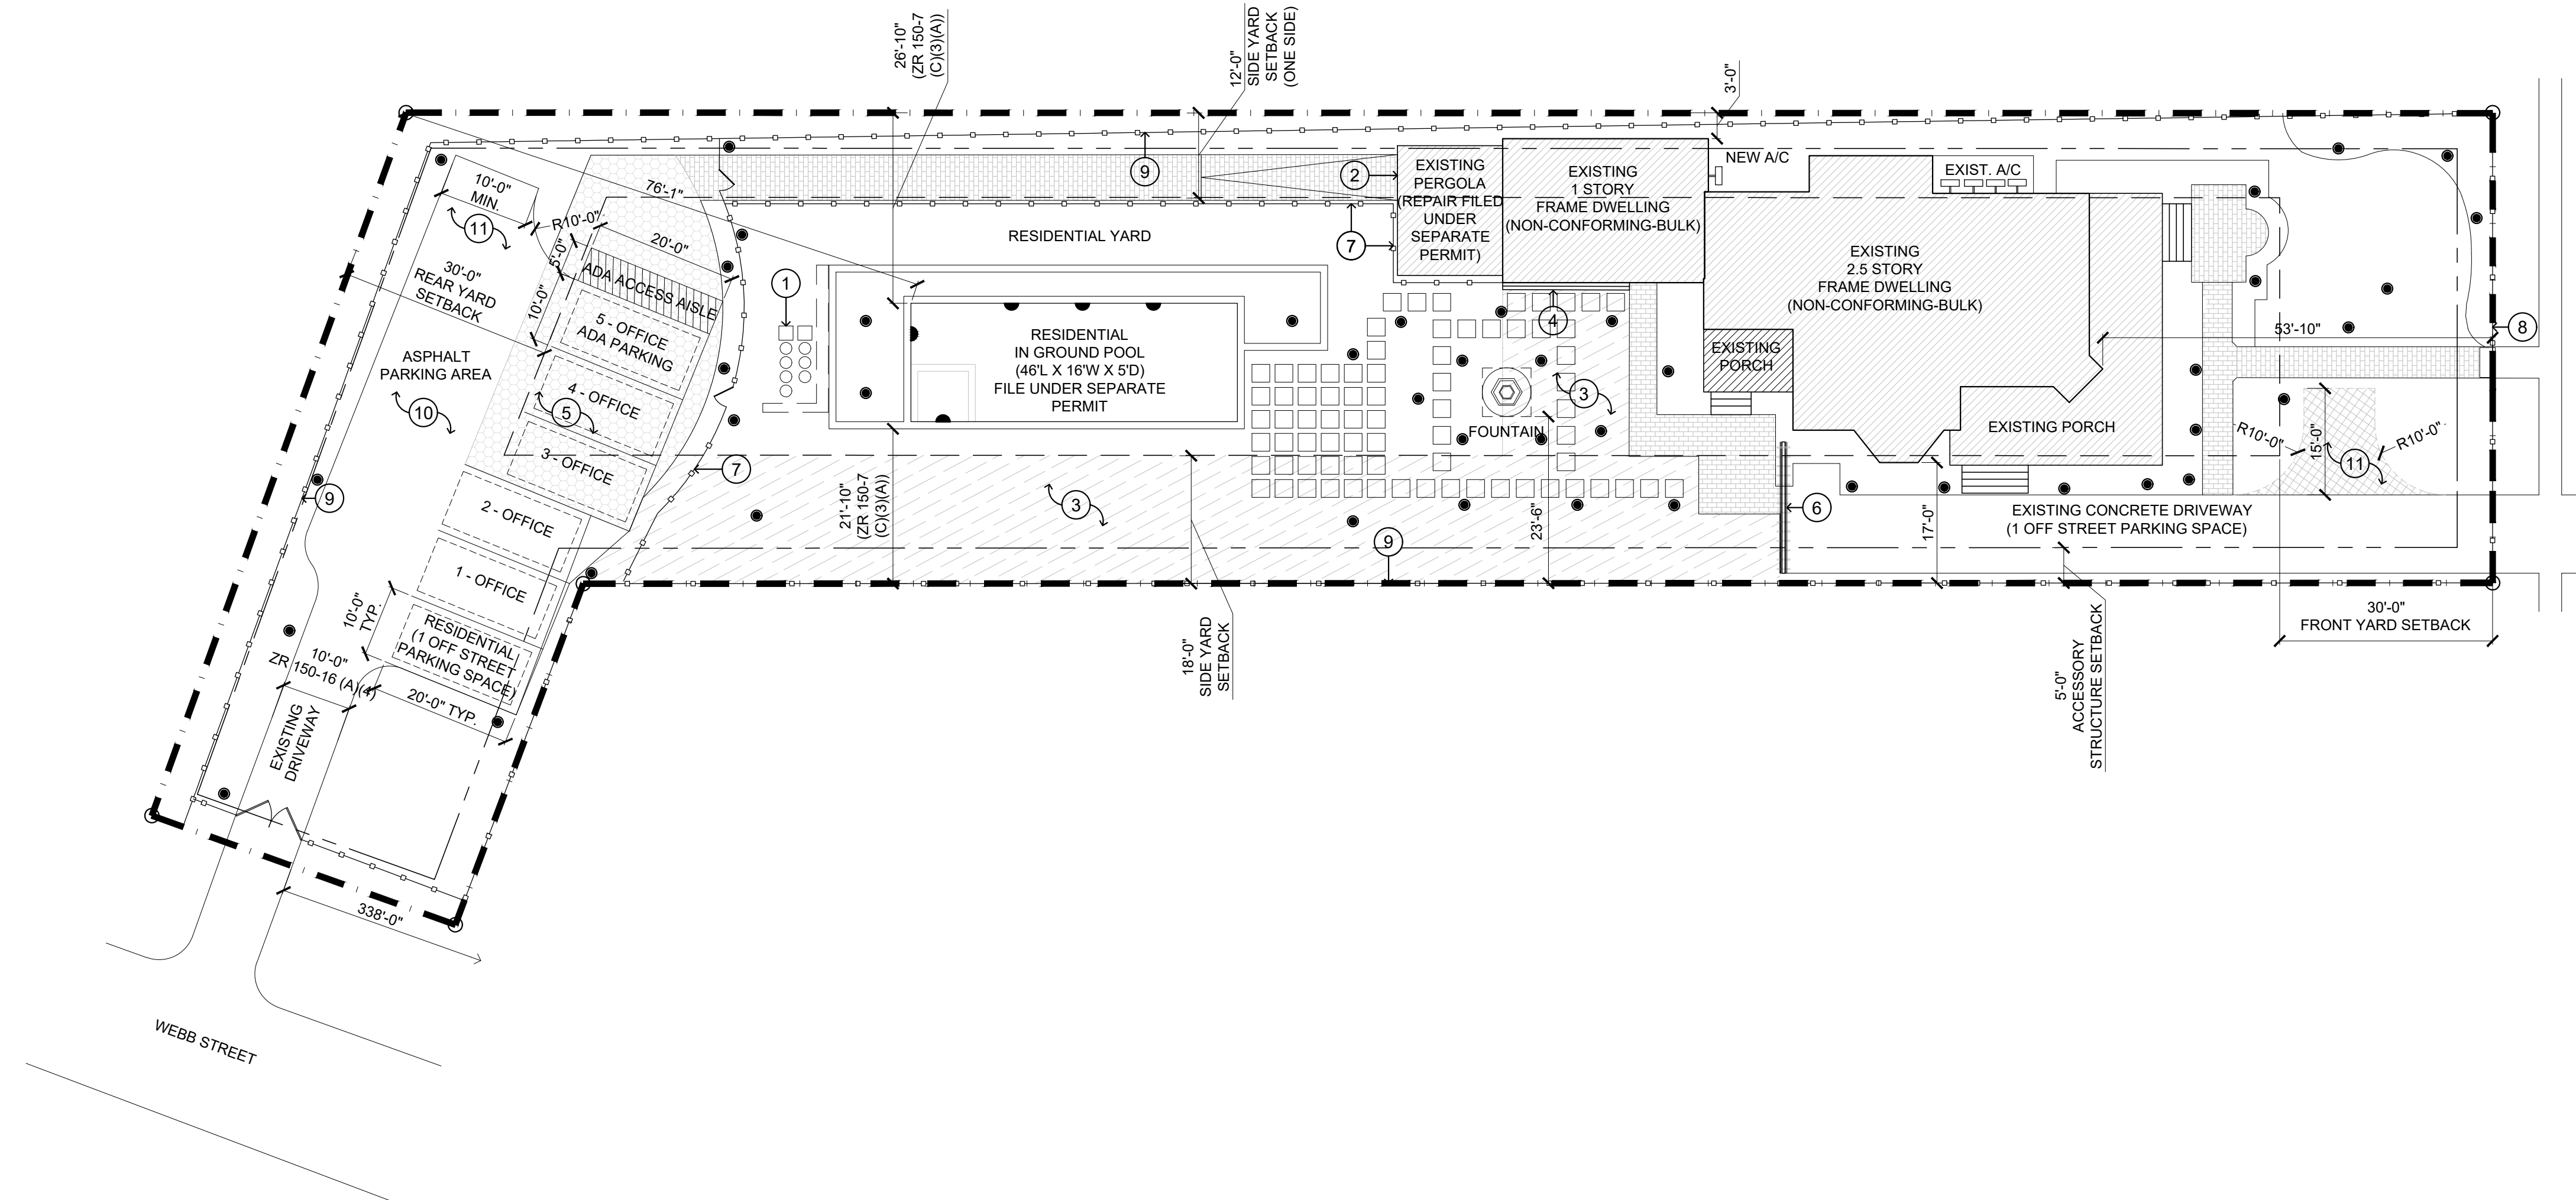 26'-10"
(ZR 150-7
(C)(3)(A))
12'-0"
SIDE YARD
SETBACK
(ONE SIDE)
3'-0"
9
10'-0"
MIN.
11
R10'-0"
76'-1"
20'-0"
5'-0"
ADA ACCESS AISLE
30'-0"
REAR YARD
SETBACK
10'-0"
5 - OFFICE
ADA PARKING
ASPHALT
PARKING AREA
10
4 - OFFICE
5
3 - OFFICE
2 - OFFICE
1 - OFFICE
9
7
10'-0"
TYP.
RESIDENTIAL
(1 OFF STREET
PARKING SPACE)
10'-0"
ZR 150-16 (A)(4)
20'-0" TYP.
EXISTING
DRIVEWAY
338'-0"
WEBB STREET
RESIDENTIAL YARD
1
RESIDENTIAL
IN GROUND POOL
(46'L X 16'W X 5'D)
FILE UNDER SEPARATE
PERMIT
21'-10"
(ZR 150-7
(C)(3)(A))
3
18'-0"
SIDE YARD
SETBACK
9
2
7
EXISTING
PERGOLA
(REPAIR FILED
UNDER
SEPARATE
PERMIT)
EXISTING
1 STORY
FRAME DWELLING
(NON-CONFORMING-BULK)
NEW A/C
EXIST. A/C
4
3
FOUNTAIN
23'-6"
EXISTING
PORCH
EXISTING
2.5 STORY
FRAME DWELLING
(NON-CONFORMING-BULK)
EXISTING PORCH
6
17'-0"
EXISTING CONCRETE DRIVEWAY
(1 OFF STREET PARKING SPACE)
5'-0"
ACCESSORY
STRUCTURE SETBACK
53'-10"
8
R10'-0"
15'-0"
11
R10'-0"
30'-0"
FRONT YARD SETBACK